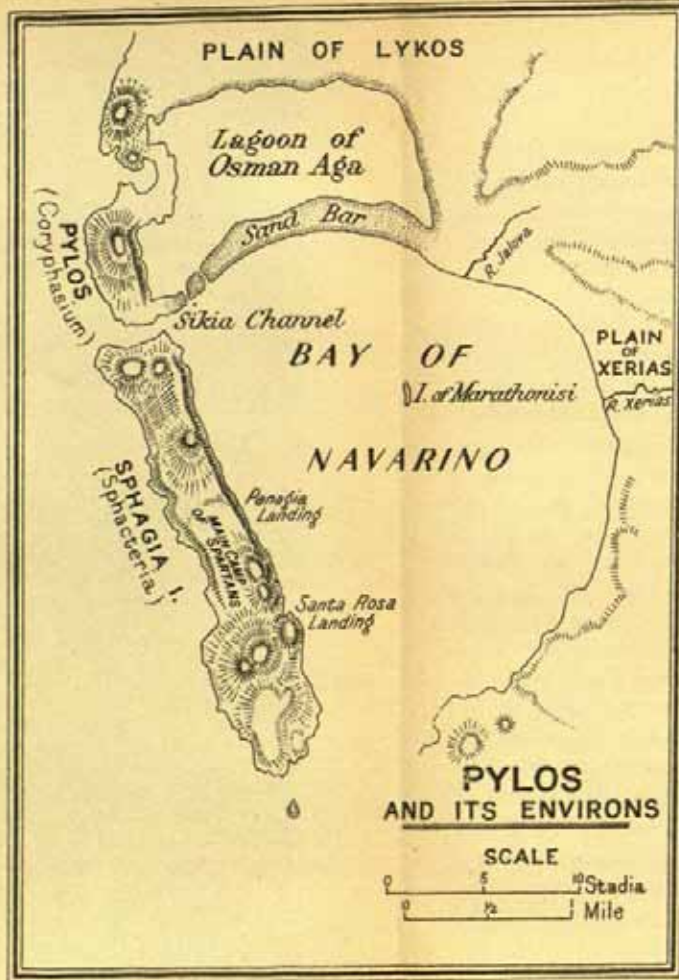 PLAIN OF LYKOS
Lagoon of
Osman Aga
Sand Bar
R. Jalova
PYLOS
(Coryphasium)
Sikia Channel
PLAIN
OF
XERIAS
R. Xerias
BAY OF
I. of Marathonisi
NAVARINO
SPHAGIA I.
(Sphacteria)
Panagia
Landing
MAIN CAMP
OF
SPARTANS
Santa Rosa
Landing
PYLOS
AND ITS ENVIRONS
SCALE
0 5 10 Stadia
0 ½ 1 Mile